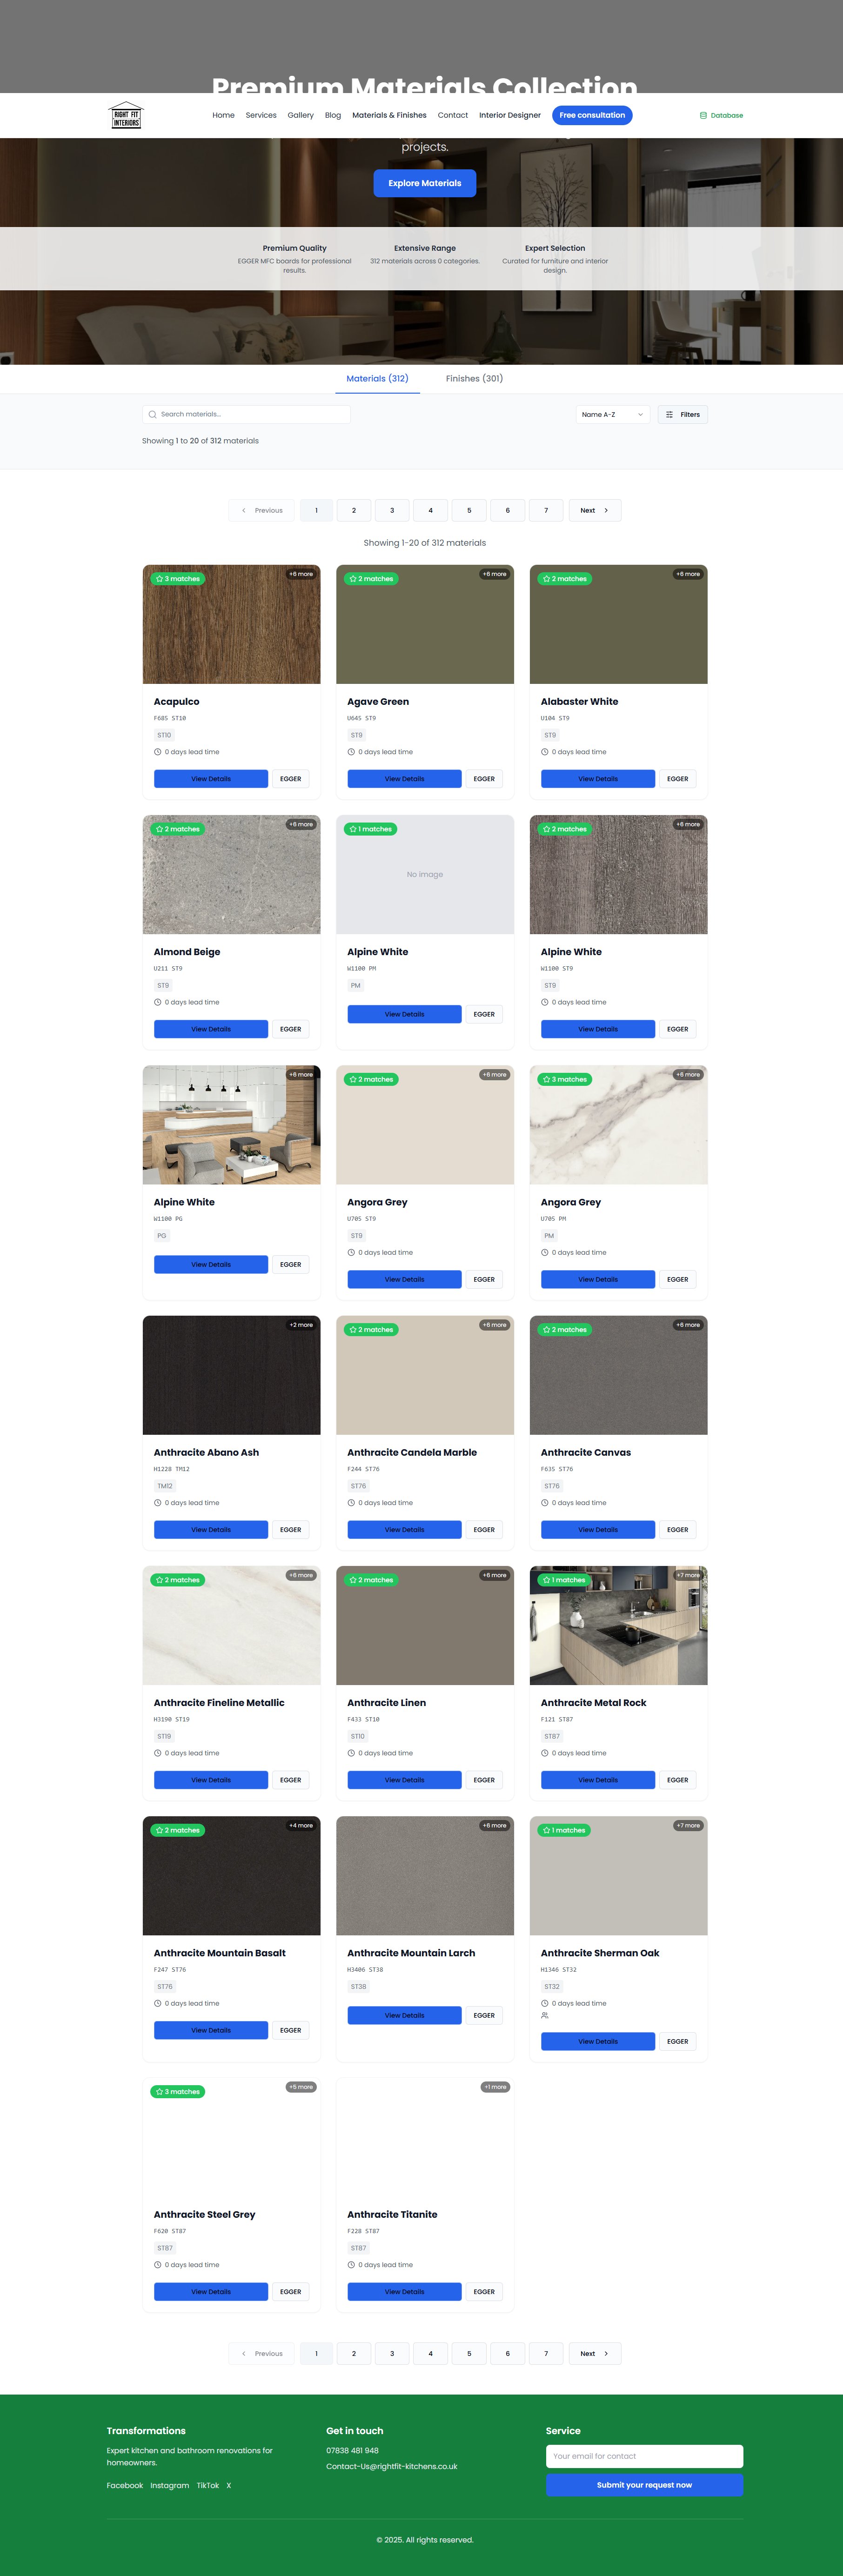 Premium Materials Collection
RIGHT FIT
INTERIORS
Home Services Gallery Blog Materials & Finishes Contact Interior Designer Free consultation Database
projects.
Explore Materials
Premium Quality Extensive Range Expert Selection
EGGER MFC boards for professional results. 312 materials across 0 categories. Curated for furniture and interior design.
Materials (312) Finishes (301)
Search materials... Name A-Z Filters
Showing 1 to 20 of 312 materials
Previous 1 2 3 4 5 6 7 Next
Showing 1-20 of 312 materials
3 matches +6 more 2 matches +6 more 2 matches +6 more
Acapulco Agave Green Alabaster White
F685 ST10 U645 ST9 U104 ST9
ST10 ST9 ST9
0 days lead time 0 days lead time 0 days lead time
View Details EGGER View Details EGGER View Details EGGER
2 matches +6 more 1 matches 2 matches +6 more
No image
Almond Beige Alpine White Alpine White
U211 ST9 W1100 PM W1100 ST9
ST9 PM ST9
0 days lead time 0 days lead time
View Details EGGER View Details EGGER View Details EGGER
+8 more 2 matches +6 more 3 matches +6 more
Alpine White Angora Grey Angora Grey
W1100 PG U705 ST9 U705 PM
PG ST9 PM
0 days lead time 0 days lead time
View Details EGGER View Details EGGER View Details EGGER
+2 more 2 matches +6 more 2 matches +6 more
Anthracite Abano Ash Anthracite Candela Marble Anthracite Canvas
H1228 TM12 F244 ST76 F635 ST76
TM12 ST76 ST76
0 days lead time 0 days lead time 0 days lead time
View Details EGGER View Details EGGER View Details EGGER
2 matches +6 more 2 matches +6 more 1 matches +7 more
Anthracite Fineline Metallic Anthracite Linen Anthracite Metal Rock
H3190 ST19 F433 ST10 F121 ST87
ST19 ST10 ST87
0 days lead time 0 days lead time 0 days lead time
View Details EGGER View Details EGGER View Details EGGER
2 matches +4 more +6 more 1 matches +7 more
Anthracite Mountain Basalt Anthracite Mountain Larch Anthracite Sherman Oak
F247 ST76 H3406 ST38 H1346 ST32
ST76 ST38 ST32
0 days lead time 0 days lead time
View Details EGGER View Details EGGER View Details EGGER
3 matches +5 more +1 more
Anthracite Steel Grey Anthracite Titanite
F620 ST87 F228 ST87
ST87 ST87
0 days lead time 0 days lead time
View Details EGGER View Details EGGER
Previous 1 2 3 4 5 6 7 Next
Transformations Get in touch Service
Expert kitchen and bathroom renovations for homeowners. 07838 481 948 Your email for contact
Contact-Us@rightfit-kitchens.co.uk
Facebook Instagram TikTok X Submit your request now
© 2025. All rights reserved.